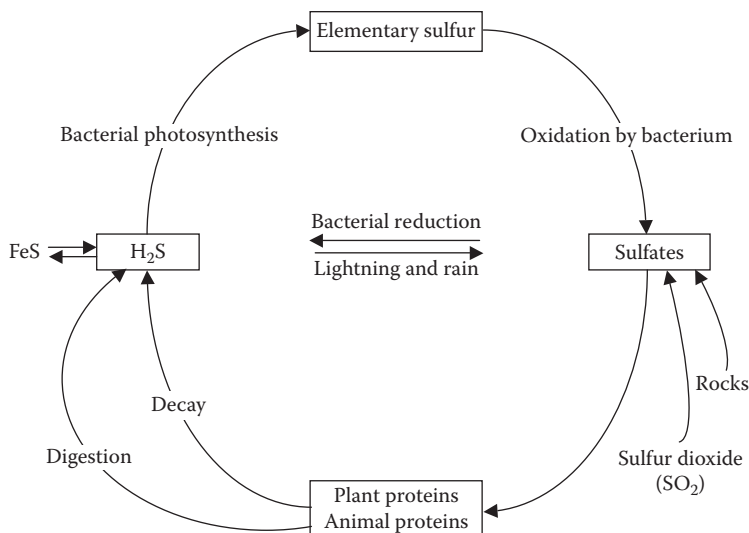 Elementary sulfur
Bacterial photosynthesis
Oxidation by bacterium
Bacterial reduction
FeS
H₂S
Sulfates
Lightning and rain
Rocks
Decay
Digestion
Sulfur dioxide
(SO₂)
Plant proteins
Animal proteins